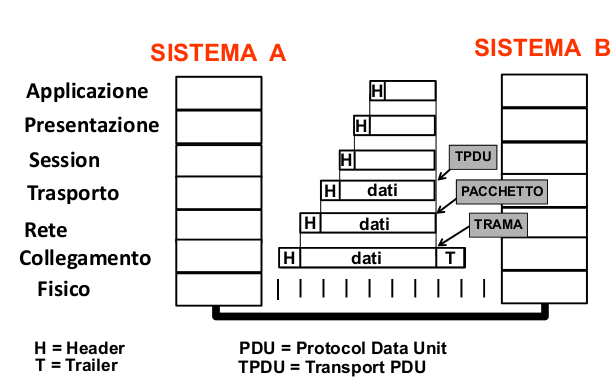 SISTEMA A
SISTEMA B
Applicazione
H
Presentazione
H
Session
H
TPDU
Trasporto
H dati
PACCHETTO
Rete
H dati
TRAMA
Collegamento
H dati T
Fisico
H = Header
T = Trailer
PDU = Protocol Data Unit
TPDU = Transport PDU